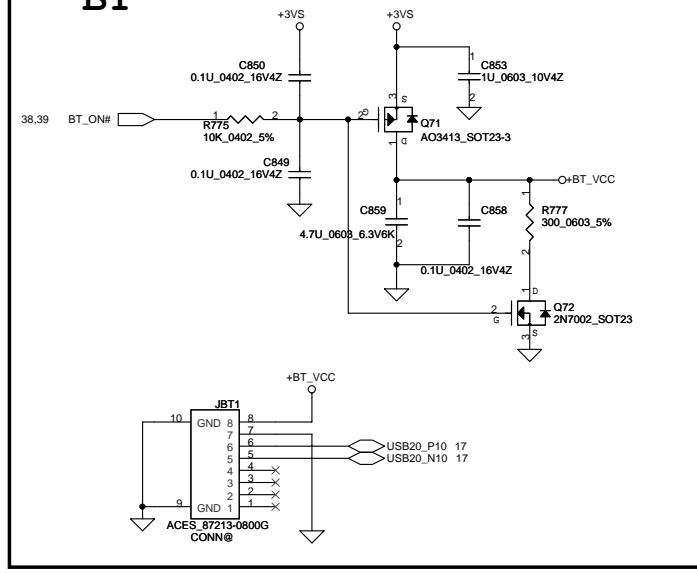 BT
+3VS
+3VS
C850
0.1U_0402_16V4Z
C853
1U_0603_10V4Z
1
2
38,39 BT_ON#
1 2
R775
10K_0402_5%
2
G
3
S
Q71
AO3413_SOT23-3
D
1
C849
0.1U_0402_16V4Z
+BT_VCC
C859
4.7U_0603_6.3V6K
1
2
C858
0.1U_0402_16V4Z
1
R777
300_0603_5%
2
1
D
2
G
Q72
2N7002_SOT23
3
S
+BT_VCC
JBT1
10 GND 8 8
7 7
6 6 USB20_P10 17
5 5 USB20_N10 17
4 4
3 3
2 2
9 GND 1 1
ACES_87213-0800G
CONN@